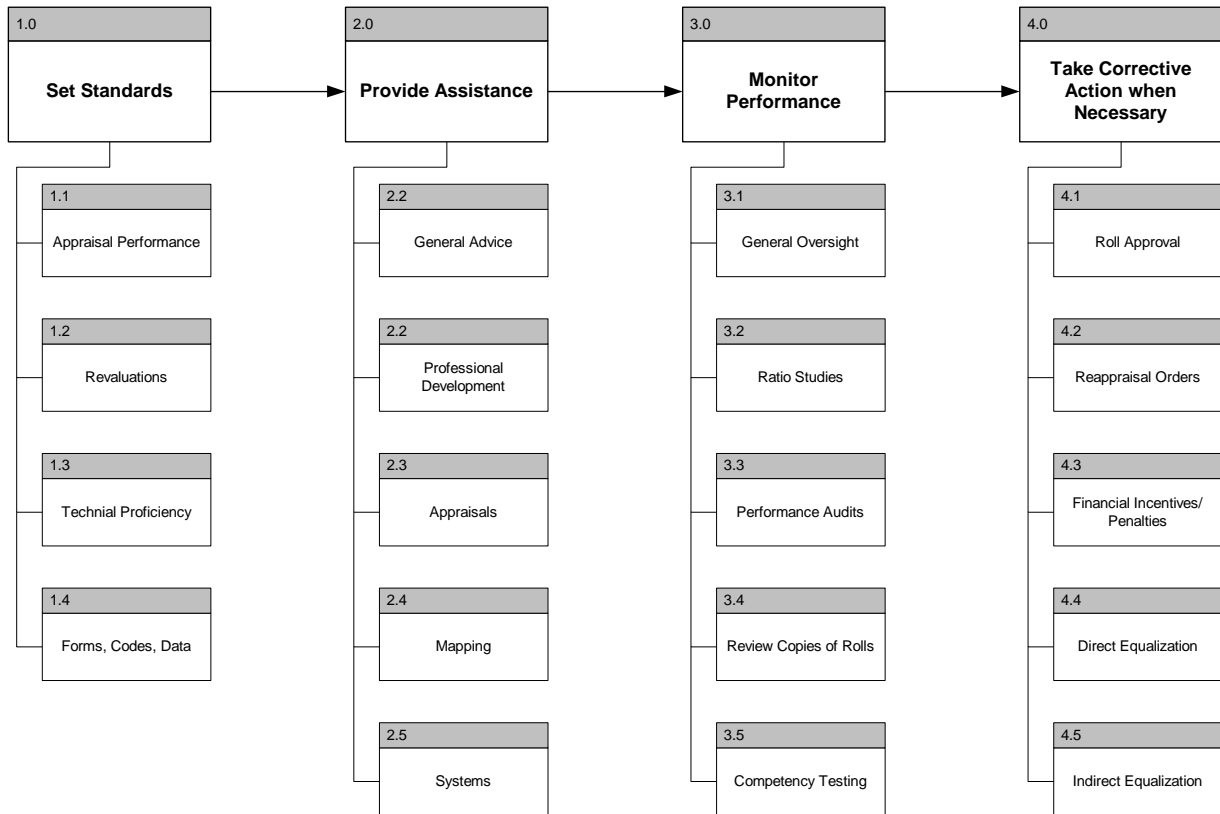 1.0
Set Standards
1.1
Appraisal Performance
1.2
Revaluations
1.3
Technial Proficiency
1.4
Forms, Codes, Data
2.0
Provide Assistance
2.2
General Advice
2.2
Professional
Development
2.3
Appraisals
2.4
Mapping
2.5
Systems
3.0
Monitor
Performance
3.1
General Oversight
3.2
Ratio Studies
3.3
Performance Audits
3.4
Review Copies of Rolls
3.5
Competency Testing
4.0
Take Corrective
Action when
Necessary
4.1
Roll Approval
4.2
Reappraisal Orders
4.3
Financial Incentives/
Penalties
4.4
Direct Equalization
4.5
Indirect Equalization